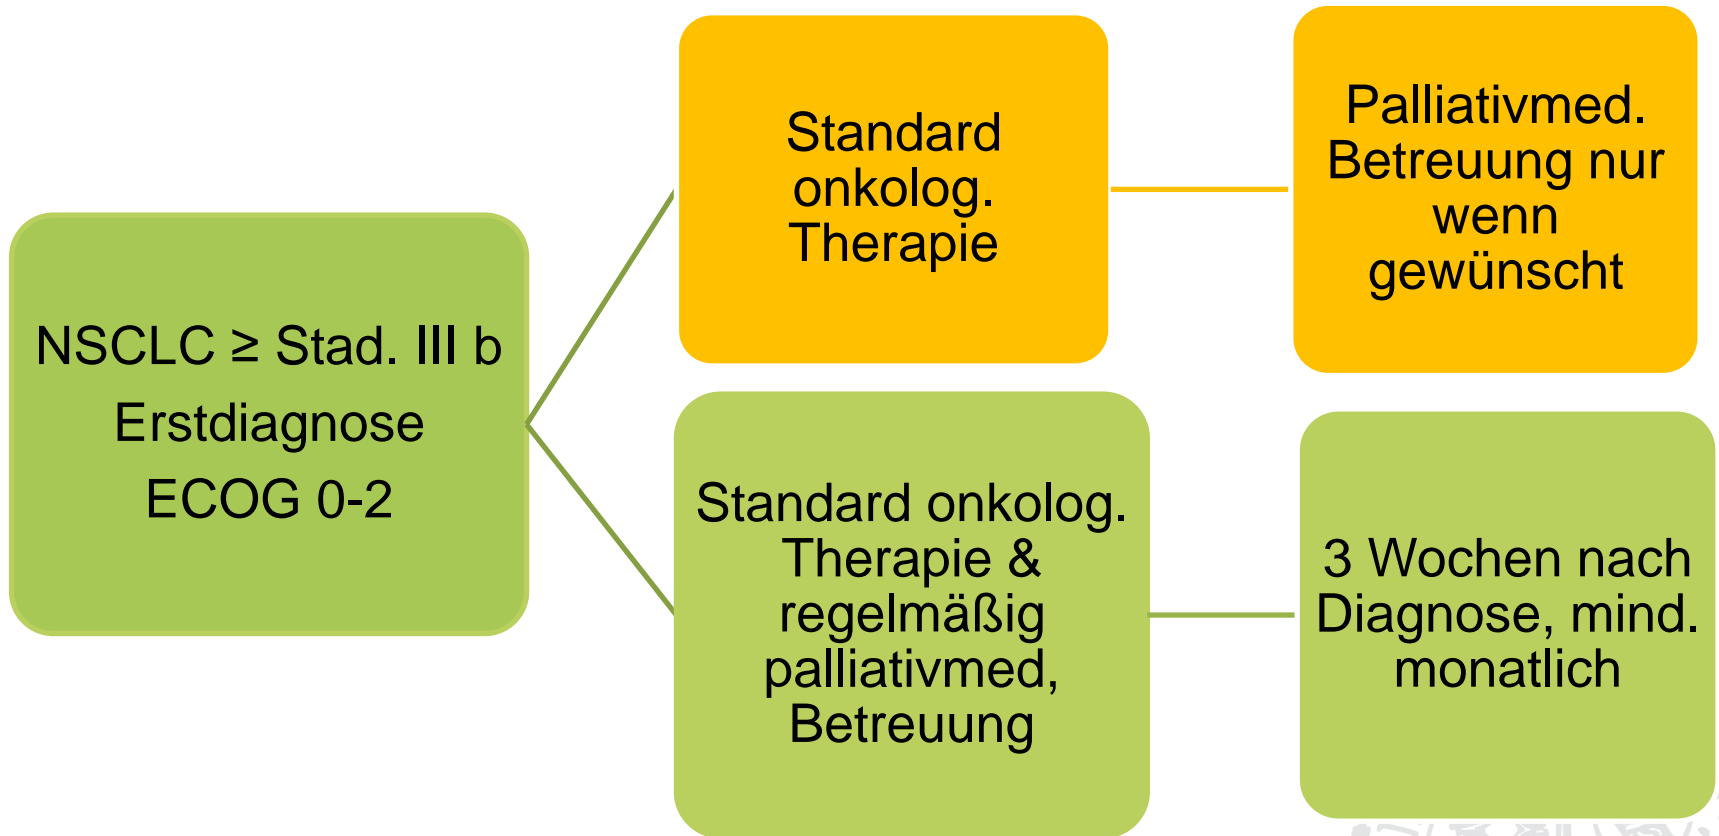 NSCLC ≥ Stad. III b
Erstdiagnose
ECOG 0-2
Standard
onkolog.
Therapie
Palliativmed.
Betreuung nur
wenn
gewünscht
Standard onkolog.
Therapie &
regelmäßig
palliativmed,
Betreuung
3 Wochen nach
Diagnose, mind.
monatlich